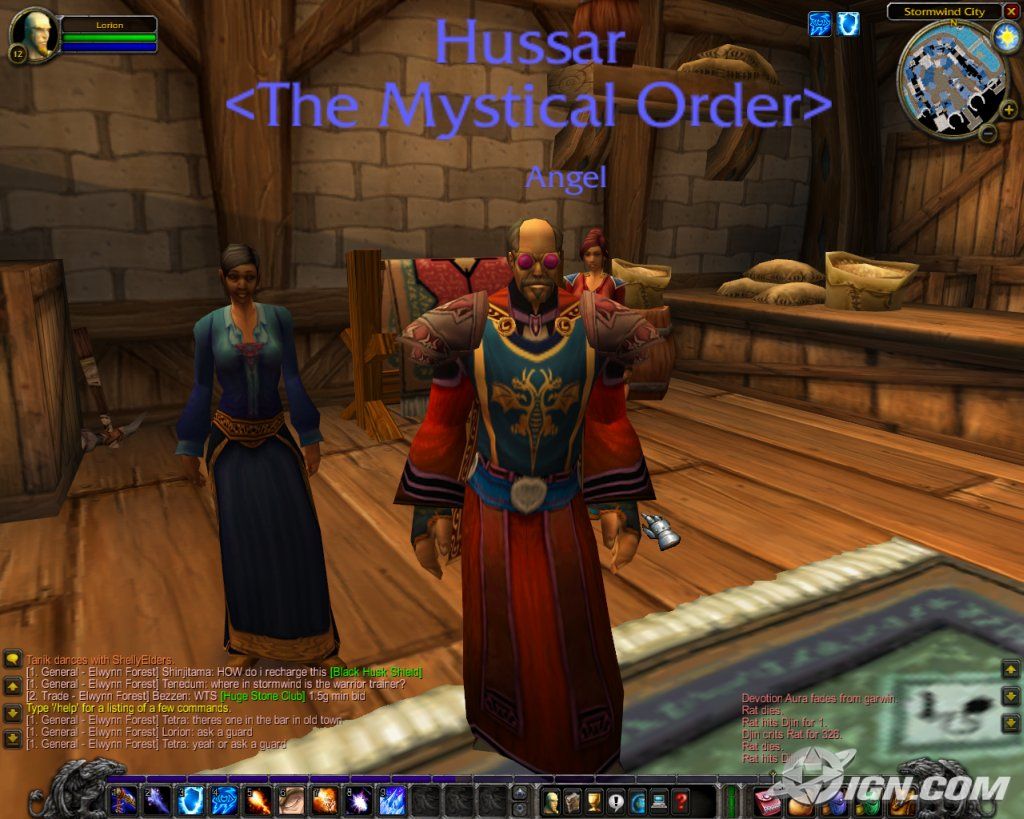 Lorion
12
Stormwind City
N
Hussar
<The Mystical Order>
Angel
Tarik dances with ShellyElders.
[1. General - Elwynn Forest] Shinjitama: HOW do i recharge this [Black Husk Shield]
[1. General - Elwynn Forest] Tenedum: where in stormwind is the warrior trainer?
[2. Trade - Elwynn Forest] Bezzen: WTS [Huge Stone Club] 1.5g min bid
Type '/help' for a listing of a few commands.
[1. General - Elwynn Forest] Tetra: theres one in the bar in old town
[1. General - Elwynn Forest] Lorion: ask a guard
[1. General - Elwynn Forest] Tetra: yeah or ask a guard
Devotion Aura fades from garwin.
Rat dies.
Rat hits Djin for 1.
Djin crits Rat for 326.
Rat dies.
Rat hits
IGN.COM